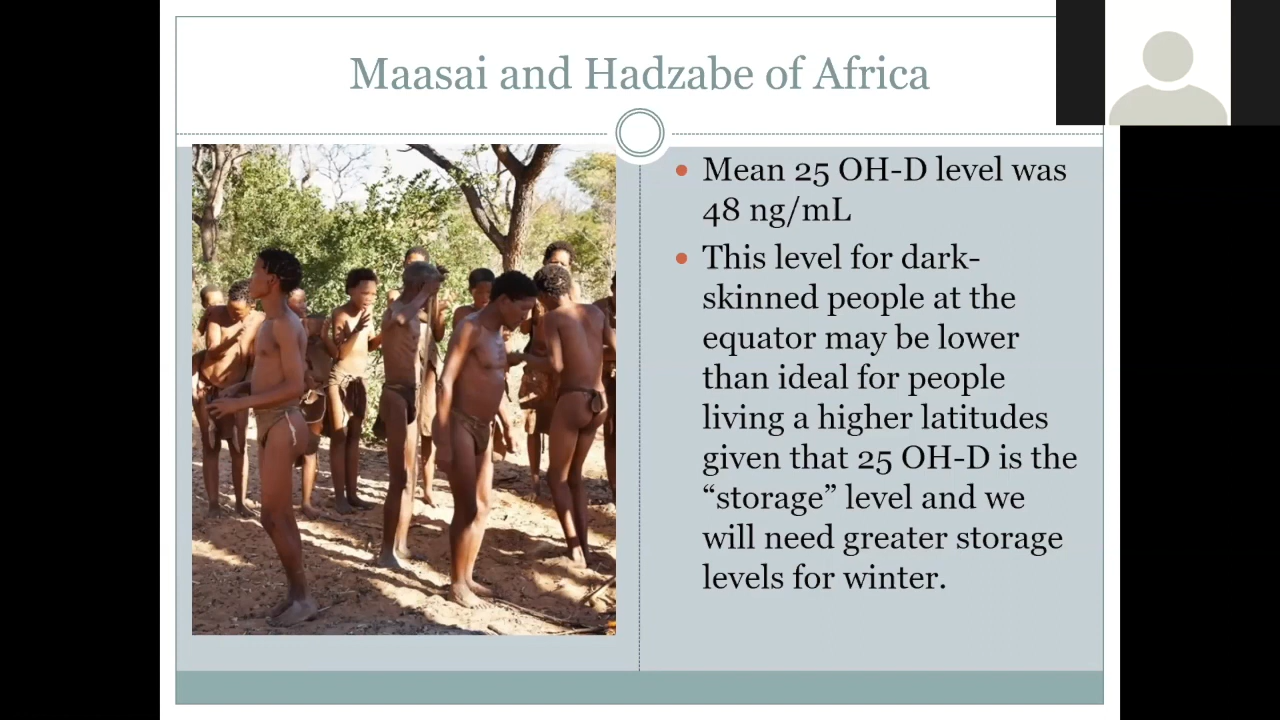 Maasai and Hadzabe of Africa
• Mean 25 OH-D level was
48 ng/mL
• This level for dark-
skinned people at the
equator may be lower
than ideal for people
living a higher latitudes
given that 25 OH-D is the
“storage” level and we
will need greater storage
levels for winter.